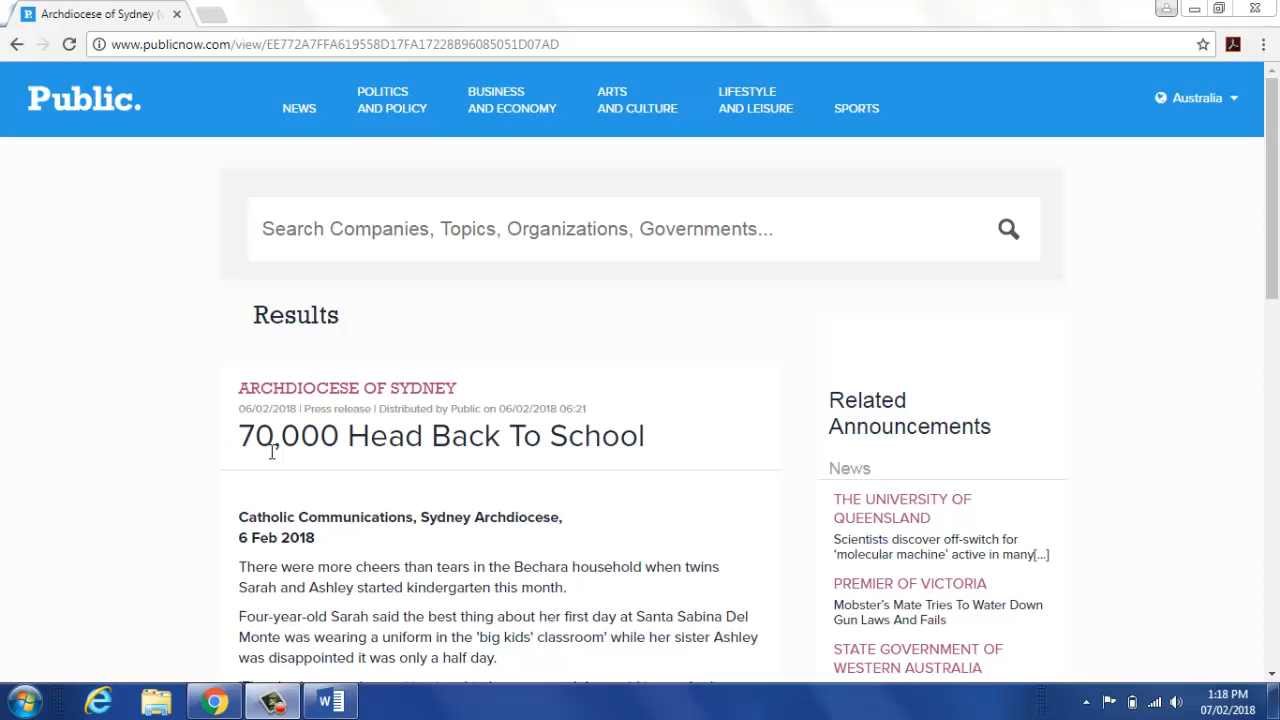 Archdiocese of Sydney (
www.publicnow.com/view/EE772A7FFA619558D17FA17228B96085051D07AD
Public.
NEWS
POLITICS
AND POLICY
BUSINESS
AND ECONOMY
ARTS
AND CULTURE
LIFESTYLE
AND LEISURE
SPORTS
Australia
Search Companies, Topics, Organizations, Governments...
Results
ARCHDIOCESE OF SYDNEY
06/02/2018 | Press release | Distributed by Public on 06/02/2018 06:21
70,000 Head Back To School
Catholic Communications, Sydney Archdiocese,
6 Feb 2018
There were more cheers than tears in the Bechara household when twins
Sarah and Ashley started kindergarten this month.
Four-year-old Sarah said the best thing about her first day at Santa Sabina Del
Monte was wearing a uniform in the 'big kids' classroom' while her sister Ashley
was disappointed it was only a half day.
Related
Announcements
News
THE UNIVERSITY OF
QUEENSLAND
Scientists discover off-switch for
'molecular machine' active in many[...]
PREMIER OF VICTORIA
Mobster's Mate Tries To Water Down
Gun Laws And Fails
STATE GOVERNMENT OF
WESTERN AUSTRALIA
1:18 PM
07/02/2018